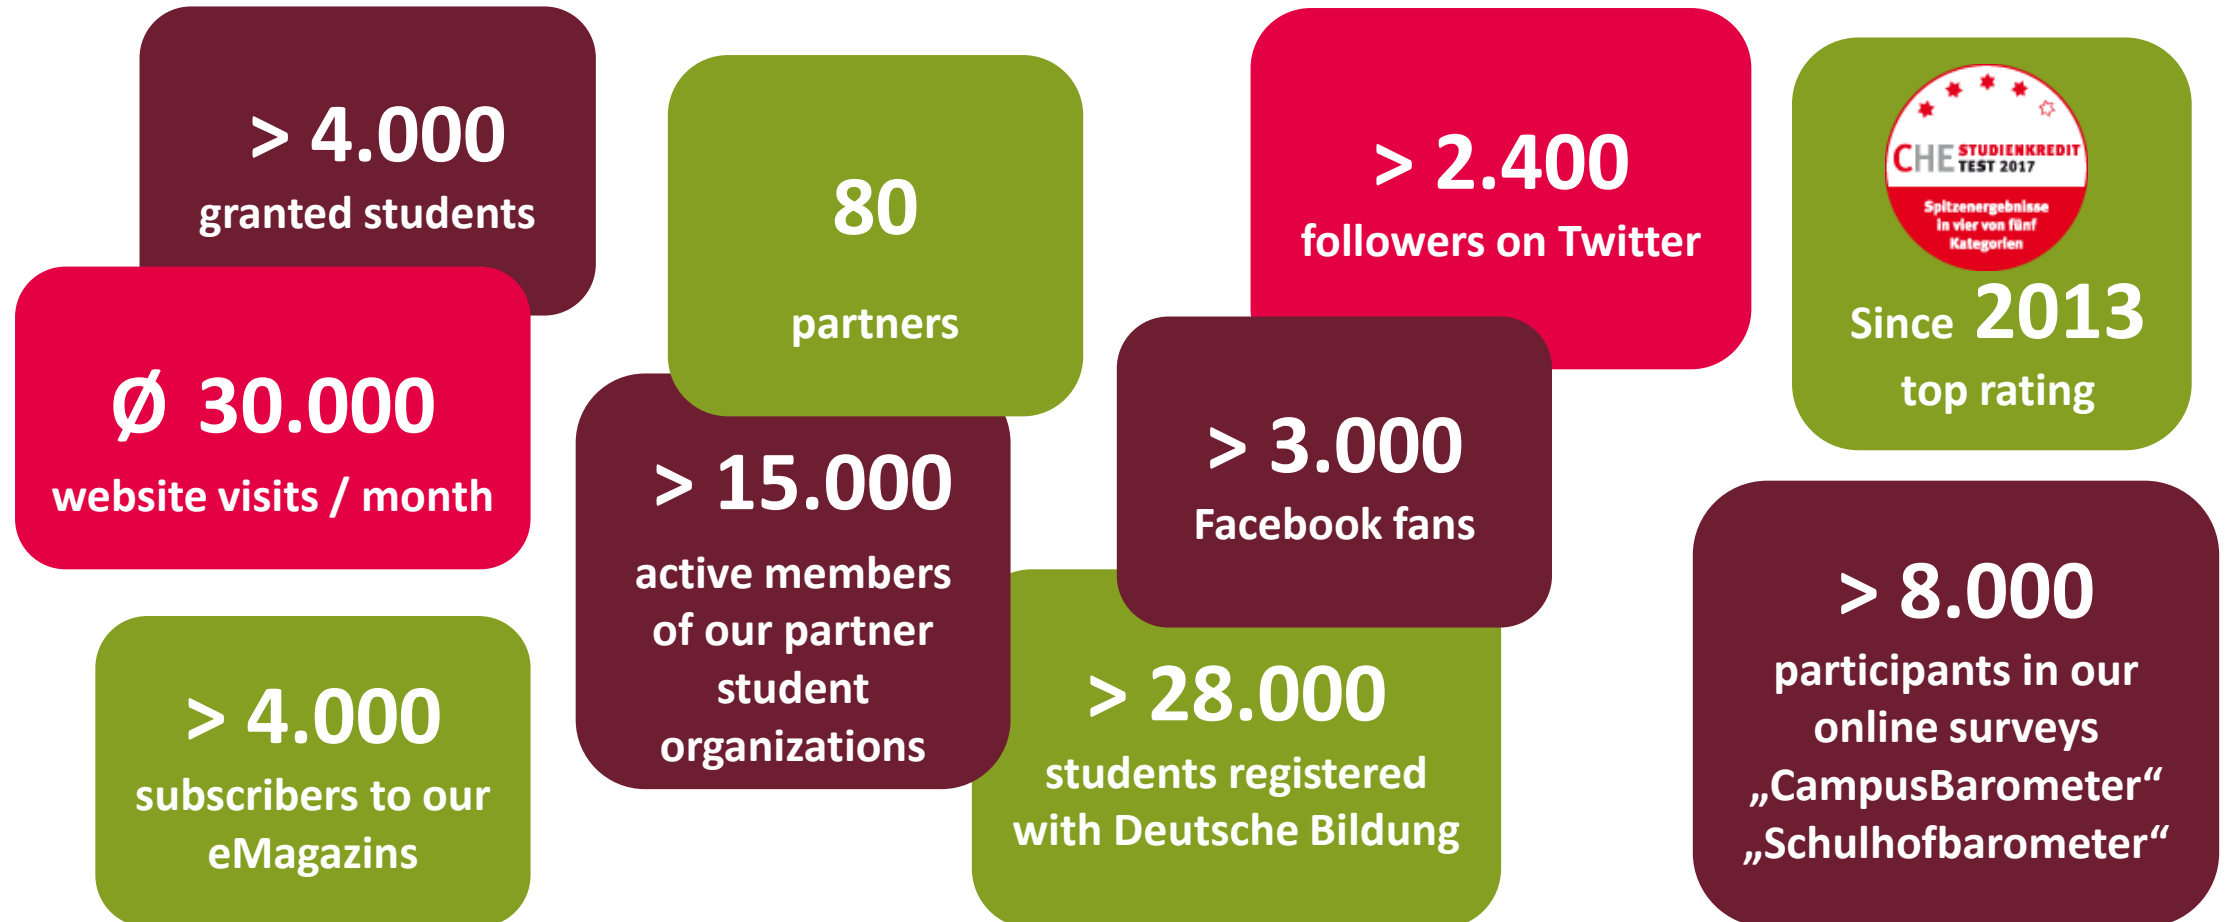 > 4.000
granted students
Ø 30.000
website visits / month
> 4.000
subscribers to our
eMagazins
80
partners
> 15.000
active members
of our partner
student
organizations
> 2.400
followers on Twitter
> 3.000
Facebook fans
> 28.000
students registered
with Deutsche Bildung
CHE STUDIENKREDIT
TEST 2017
Spitzenergebnisse
in vier von fünf
Kategorien
Since 2013
top rating
> 8.000
participants in our
online surveys
„CampusBarometer“
„Schulhofbarometer“